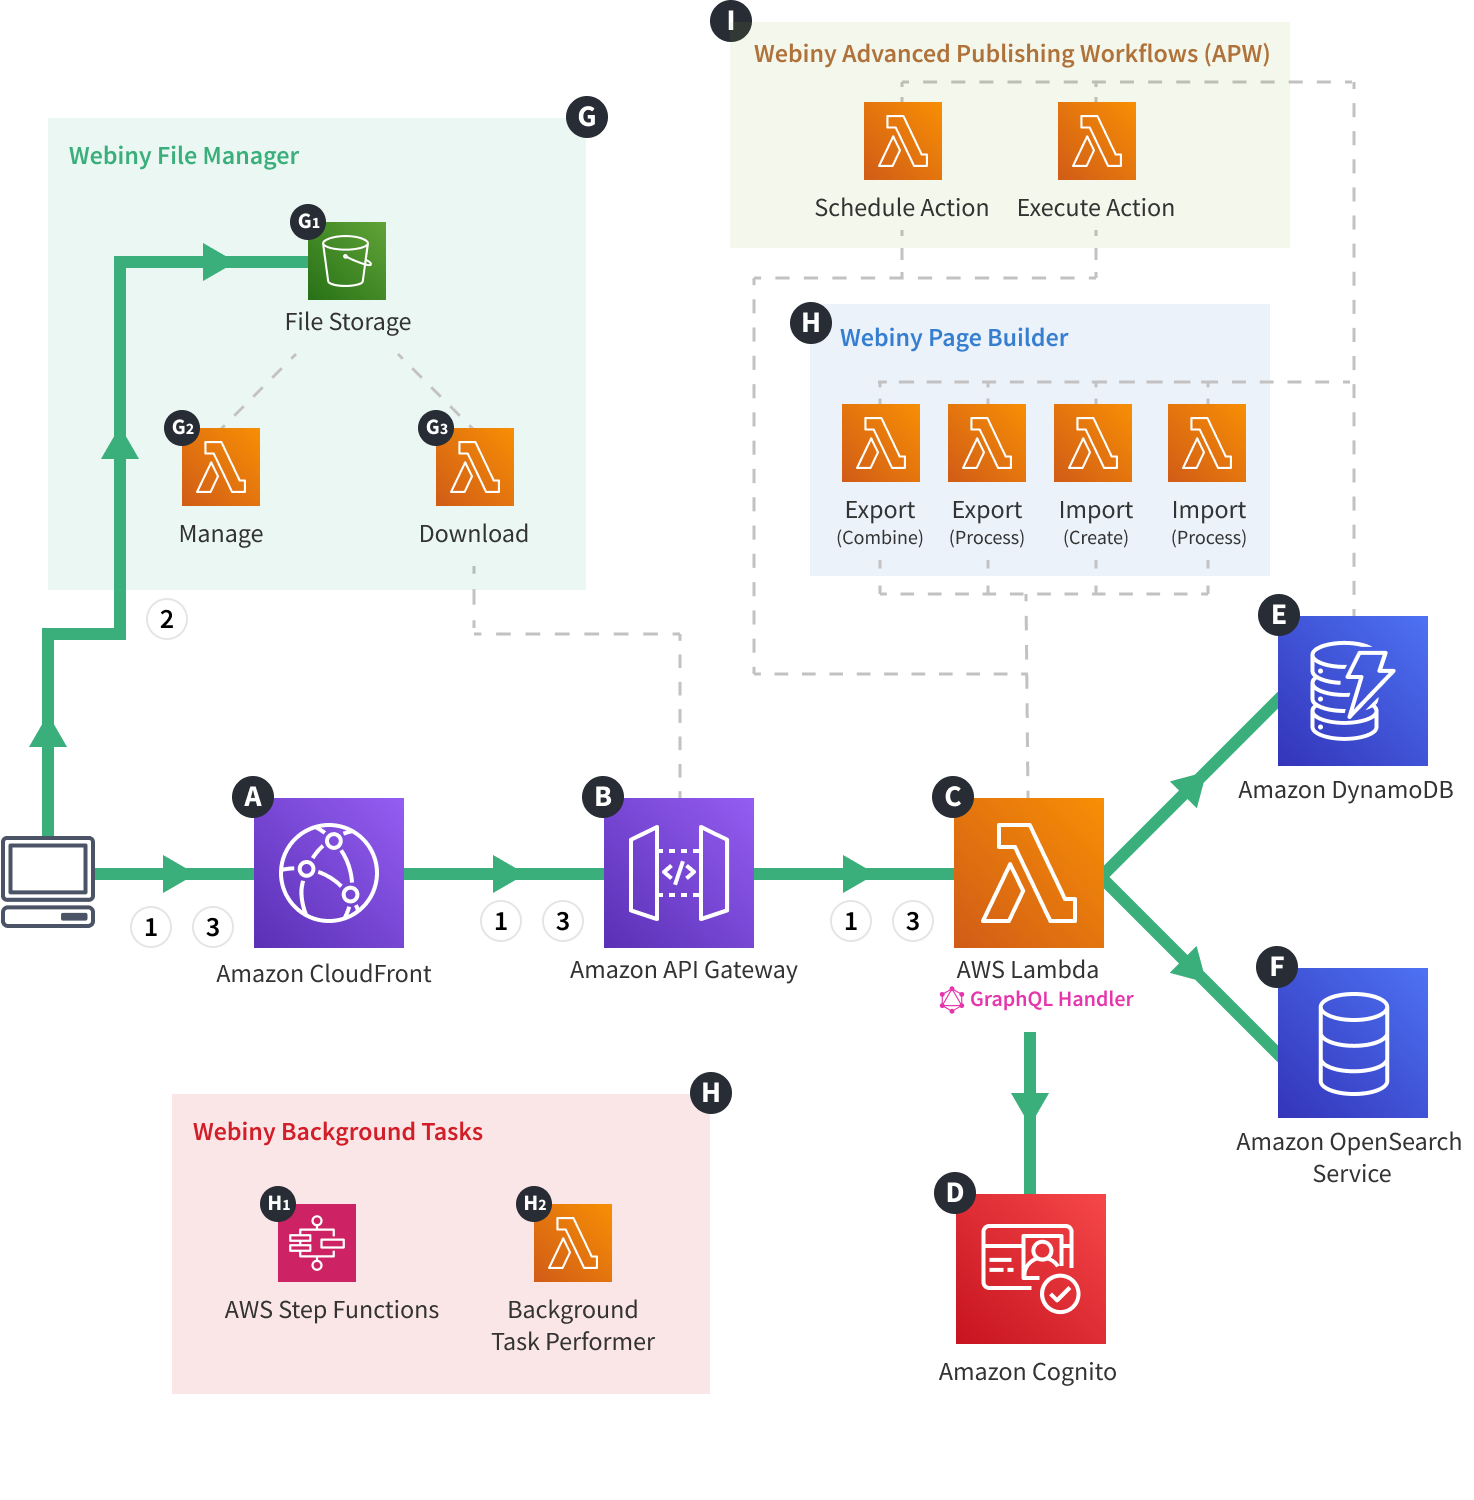 I
Webiny Advanced Publishing Workflows (APW)
Schedule Action
Execute Action
G
Webiny File Manager
G1
File Storage
G2
Manage
G3
Download
H
Webiny Page Builder
Export
(Combine)
Export
(Process)
Import
(Create)
Import
(Process)
2
E
Amazon DynamoDB
A
Amazon CloudFront
B
</>
Amazon API Gateway
C
AWS Lambda
GraphQL Handler
1
3
1
3
1
3
F
Amazon OpenSearch
Service
H
Webiny Background Tasks
H1
AWS Step Functions
H2
Background
Task Performer
D
Amazon Cognito